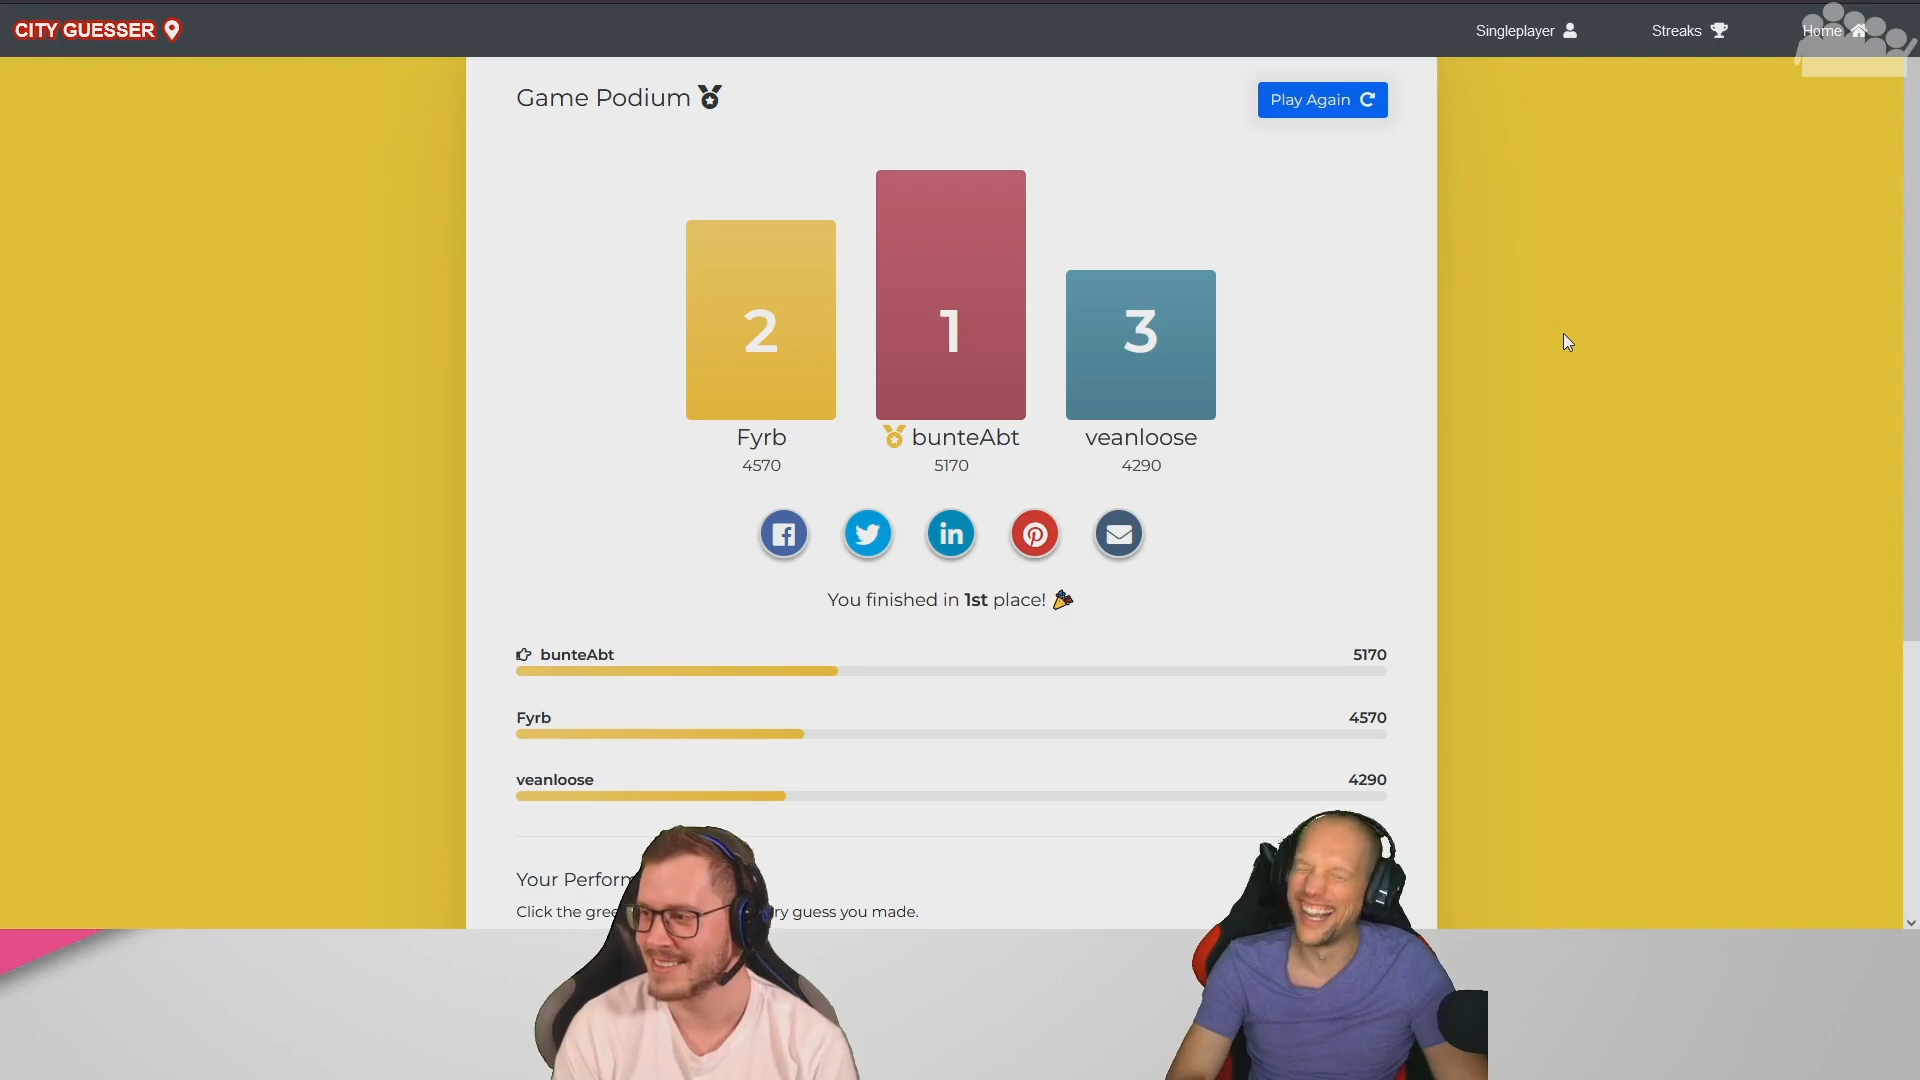 CITY GUESSER
Singleplayer
Streaks
Home
Game Podium
Play Again
2
1
3
Fyrb
bunteAbt
veanloose
4570
5170
4290
You finished in 1st place!
bunteAbt
5170
Fyrb
4570
veanloose
4290
Your Perform
Click the gree ry guess you made.